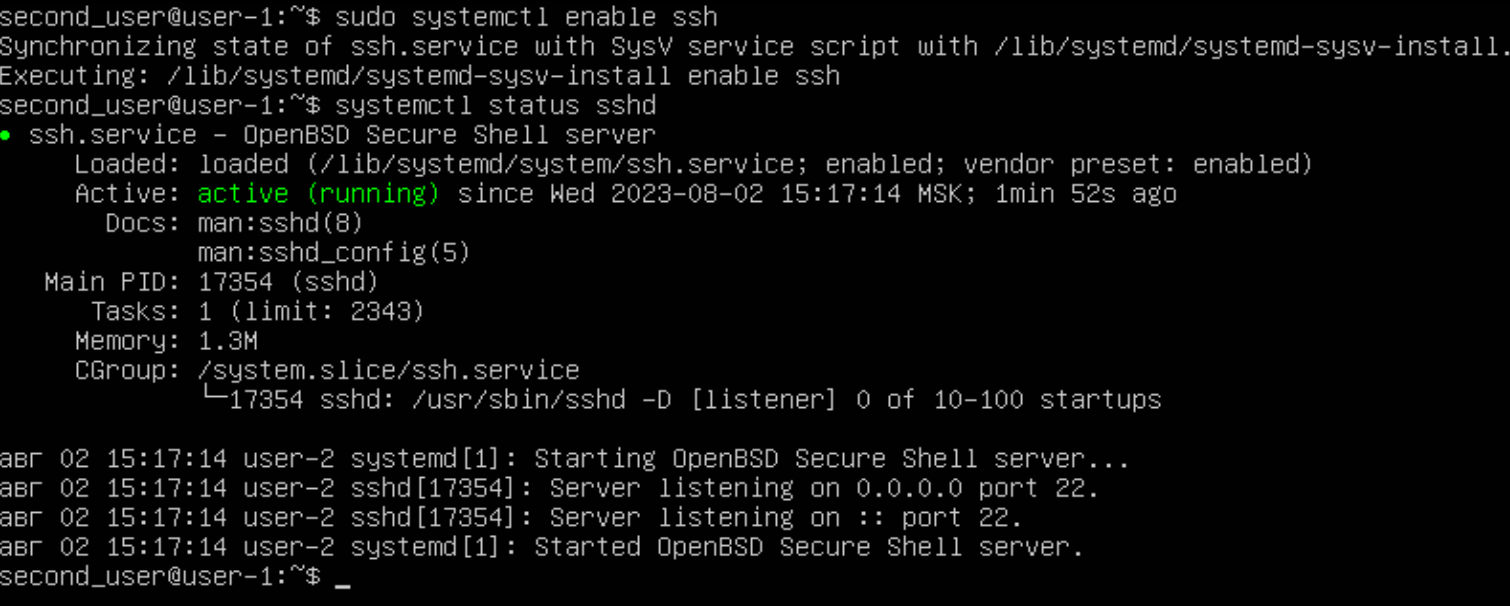 second_user@user-1:~$ sudo systemctl enable ssh
Synchronizing state of ssh.service with SysV service script with /lib/systemd/systemd-sysv-install.
Executing: /lib/systemd/systemd-sysv-install enable ssh
second_user@user-1:~$ systemctl status sshd
● ssh.service - OpenBSD Secure Shell server
     Loaded: loaded (/lib/systemd/system/ssh.service; enabled; vendor preset: enabled)
     Active: active (running) since Wed 2023-08-02 15:17:14 MSK; 1min 52s ago
       Docs: man:sshd(8)
             man:sshd_config(5)
   Main PID: 17354 (sshd)
      Tasks: 1 (limit: 2343)
     Memory: 1.3M
     CGroup: /system.slice/ssh.service
             └─17354 sshd: /usr/sbin/sshd -D [listener] 0 of 10-100 startups

авг 02 15:17:14 user-2 systemd[1]: Starting OpenBSD Secure Shell server...
авг 02 15:17:14 user-2 sshd[17354]: Server listening on 0.0.0.0 port 22.
авг 02 15:17:14 user-2 sshd[17354]: Server listening on :: port 22.
авг 02 15:17:14 user-2 systemd[1]: Started OpenBSD Secure Shell server.
second_user@user-1:~$ _